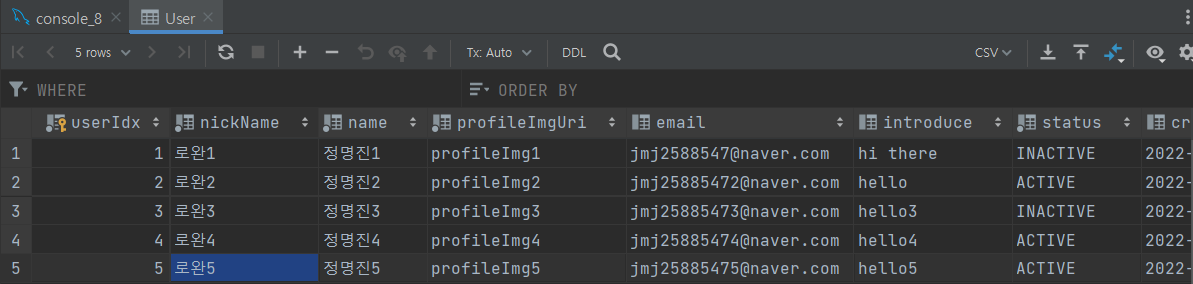 console_8 User
5 rows Tx: Auto DDL CSV
WHERE ORDER BY
userIdx nickName name profileImgUri email introduce status cr
1 1 로완1 정명진1 profileImg1 jmj2588547@naver.com hi there INACTIVE 2022-
2 2 로완2 정명진2 profileImg2 jmj25885472@naver.com hello ACTIVE 2022-
3 3 로완3 정명진3 profileImg3 jmj25885473@naver.com hello3 INACTIVE 2022-
4 4 로완4 정명진4 profileImg4 jmj25885474@naver.com hello4 ACTIVE 2022-
5 5 로완5 정명진5 profileImg5 jmj25885475@naver.com hello5 ACTIVE 2022-